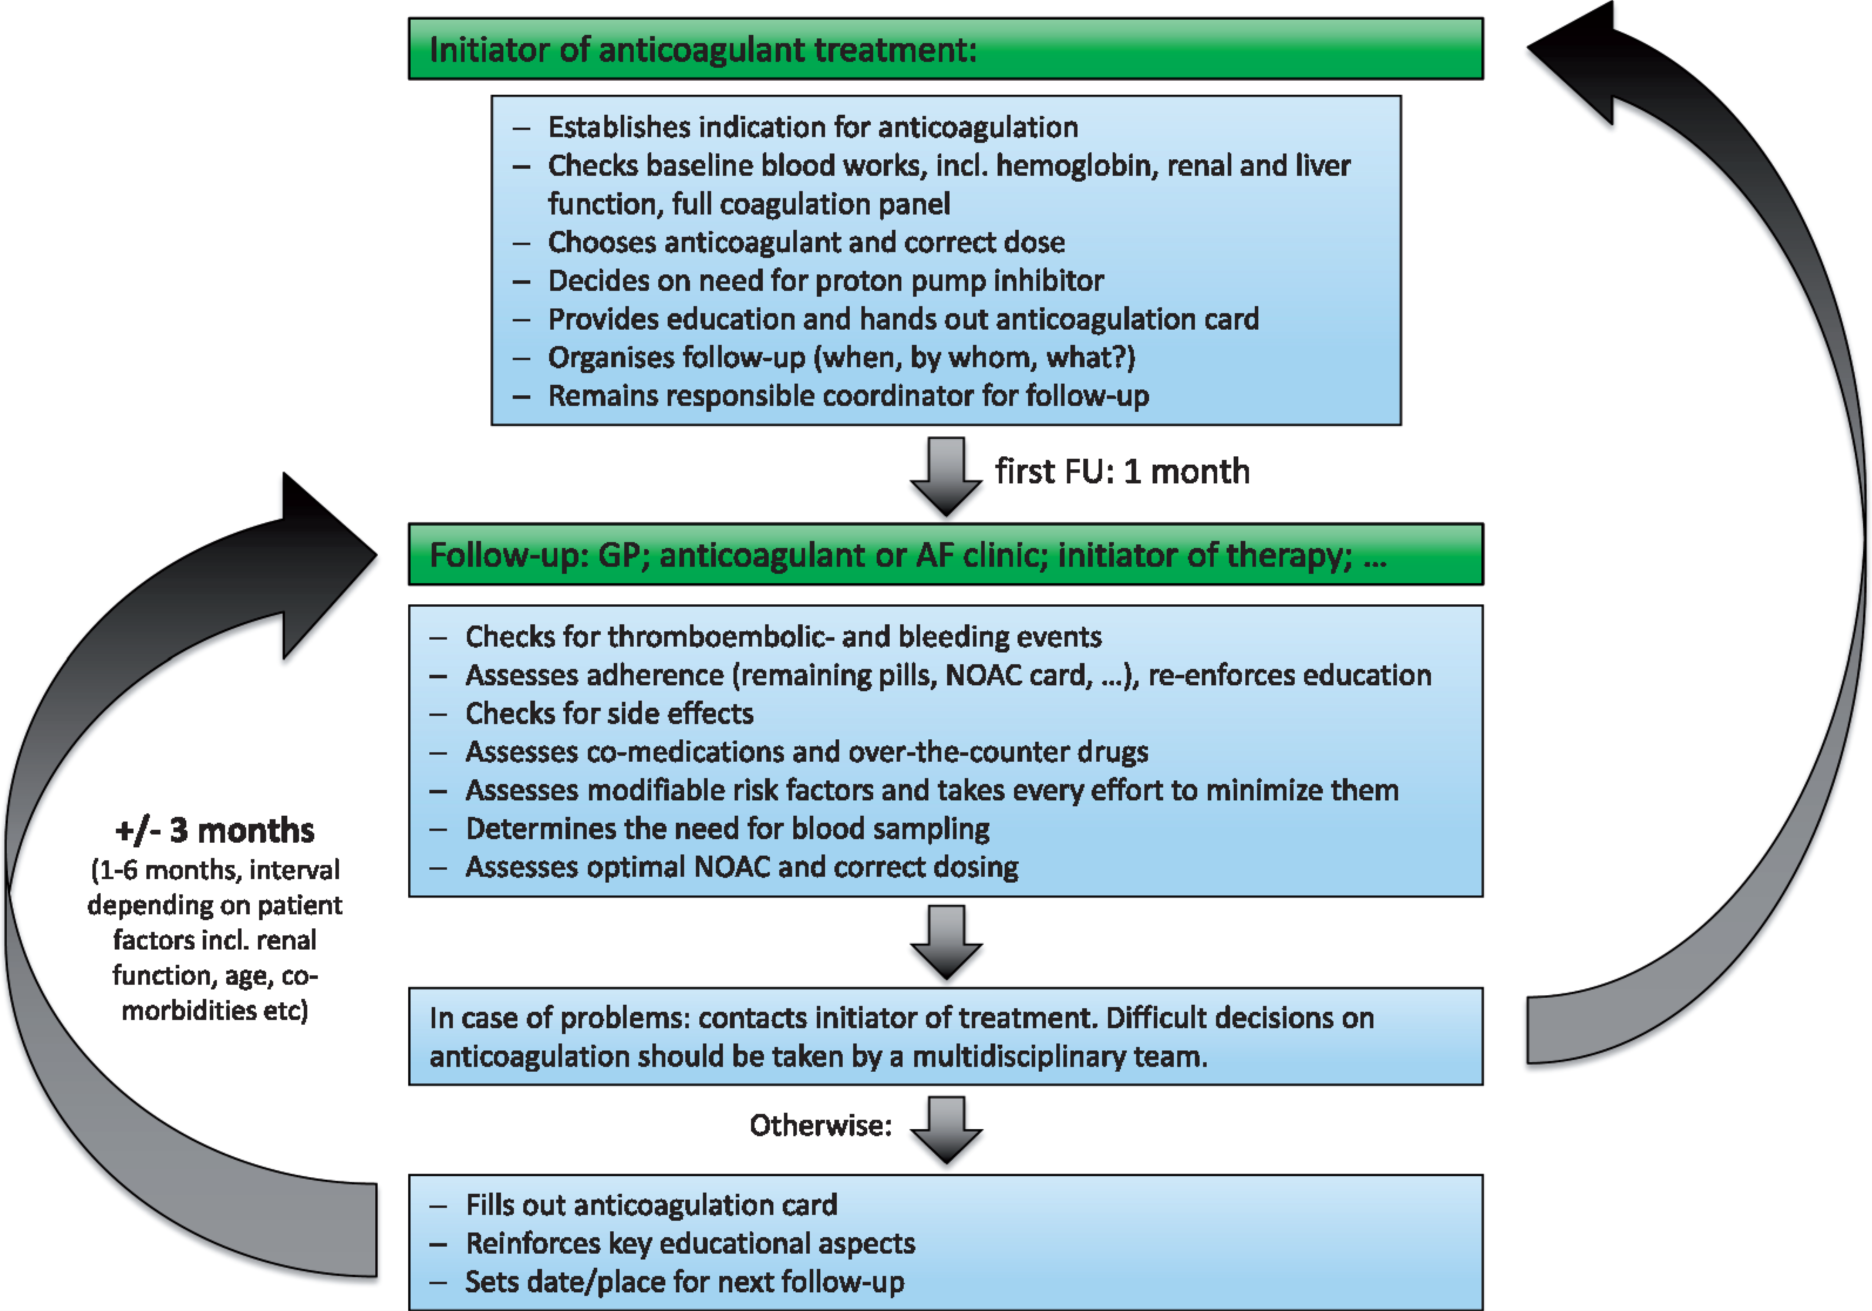 Initiator of anticoagulant treatment:
– Establishes indication for anticoagulation
– Checks baseline blood works, incl. hemoglobin, renal and liver
function, full coagulation panel
– Chooses anticoagulant and correct dose
– Decides on need for proton pump inhibitor
– Provides education and hands out anticoagulation card
– Organises follow-up (when, by whom, what?)
– Remains responsible coordinator for follow-up
first FU: 1 month
Follow-up: GP; anticoagulant or AF clinic; initiator of therapy; ...
– Checks for thromboembolic- and bleeding events
– Assesses adherence (remaining pills, NOAC card, ...), re-enforces education
– Checks for side effects
– Assesses co-medications and over-the-counter drugs
– Assesses modifiable risk factors and takes every effort to minimize them
– Determines the need for blood sampling
– Assesses optimal NOAC and correct dosing
+/- 3 months
(1-6 months, interval
depending on patient
factors incl. renal
function, age, co-
morbidities etc)
In case of problems: contacts initiator of treatment. Difficult decisions on
anticoagulation should be taken by a multidisciplinary team.
Otherwise:
– Fills out anticoagulation card
– Reinforces key educational aspects
– Sets date/place for next follow-up